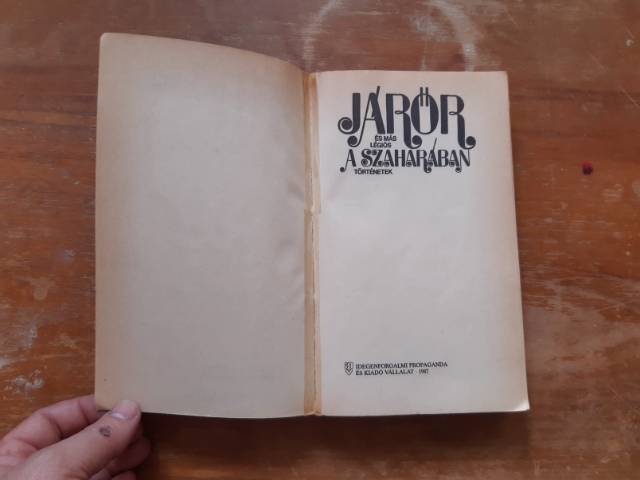 JÁRŐR
ÉS MÁS
LÉGIÓS
A SZAHARÁBAN
TÖRTÉNETEK
IDEGENFORGALMI PROPAGANDA
ÉS KIADÓ VÁLLALAT · 1987